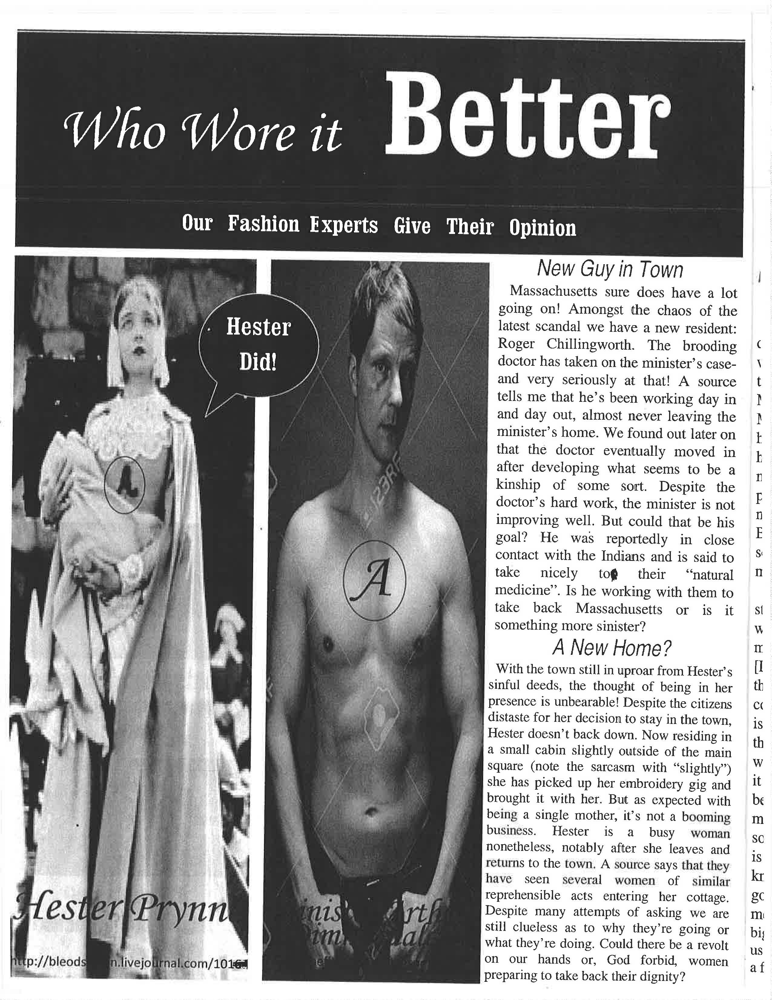 Who Wore it Better
Our Fashion Experts Give Their Opinion
Hester
Did!
A
A
123RF
Hester Prynn
http://bleods n.livejournal.com/101
New Guy in Town
Massachusetts sure does have a lot
going on! Amongst the chaos of the
latest scandal we have a new resident:
Roger Chillingworth. The brooding
doctor has taken on the minister's case-
and very seriously at that! A source
tells me that he's been working day in
and day out, almost never leaving the
minister's home. We found out later on
that the doctor eventually moved in
after developing what seems to be a
kinship of some sort. Despite the
doctor's hard work, the minister is not
improving well. But could that be his
goal? He was reportedly in close
contact with the Indians and is said to
take nicely to their “natural
medicine”. Is he working with them to
take back Massachusetts or is it
something more sinister?
A New Home?
With the town still in uproar from Hester's
sinful deeds, the thought of being in her
presence is unbearable! Despite the citizens
distaste for her decision to stay in the town,
Hester doesn't back down. Now residing in
a small cabin slightly outside of the main
square (note the sarcasm with “slightly”)
she has picked up her embroidery gig and
brought it with her. But as expected with
being a single mother, it's not a booming
business. Hester is a busy woman
nonetheless, notably after she leaves and
returns to the town. A source says that they
have seen several women of similar
reprehensible acts entering her cottage.
Despite many attempts of asking we are
still clueless as to why they're going or
what they're doing. Could there be a revolt
on our hands or, God forbid, women
preparing to take back their dignity?